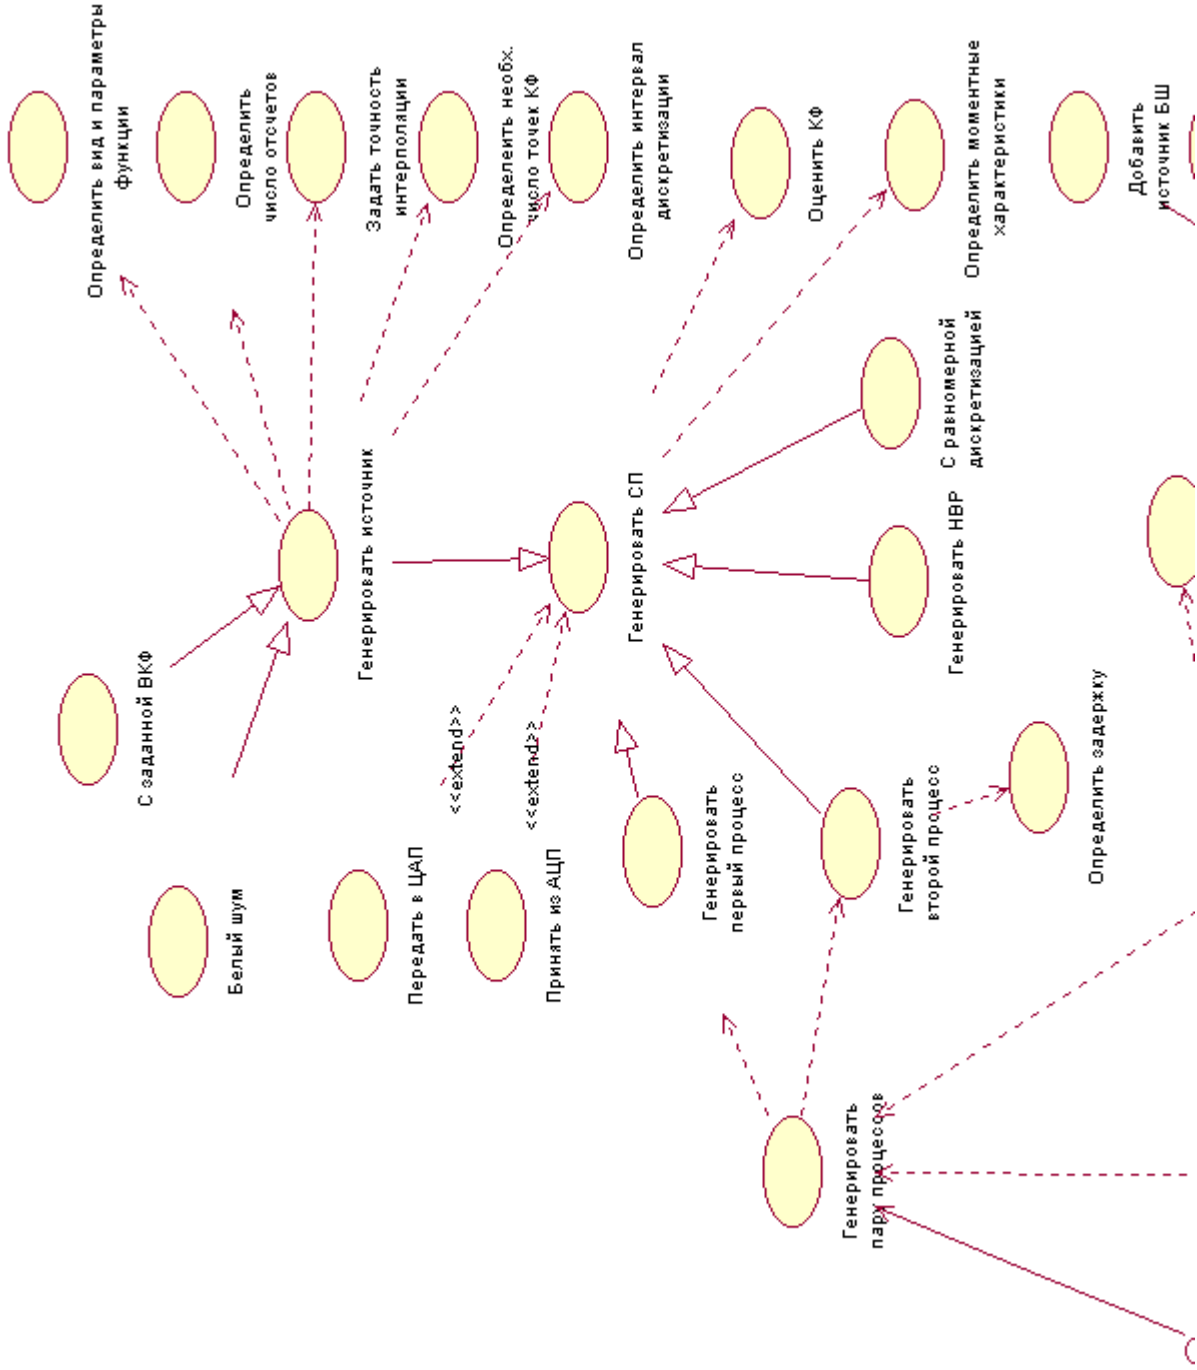 Определить вид и параметры
функции
Определить
число отсчетов
Задать точность
интерполяции
Определеить необх.
число точек КФ
Определить интервал
дискретизации
Оценить КФ
Определить моментные
характеристики
Добавить
источник БШ
С равномерной
дискретизацией
Генерировать источник
Генерировать СП
Генерировать НВР
С заданной ВКФ
<<extend>>
<<extend>>
Определить задержку
Генерировать
первый процесс
Генерировать
второй процесс
Белый шум
Передать в ЦАП
Принять из АЦП
Генерировать
пару процессов